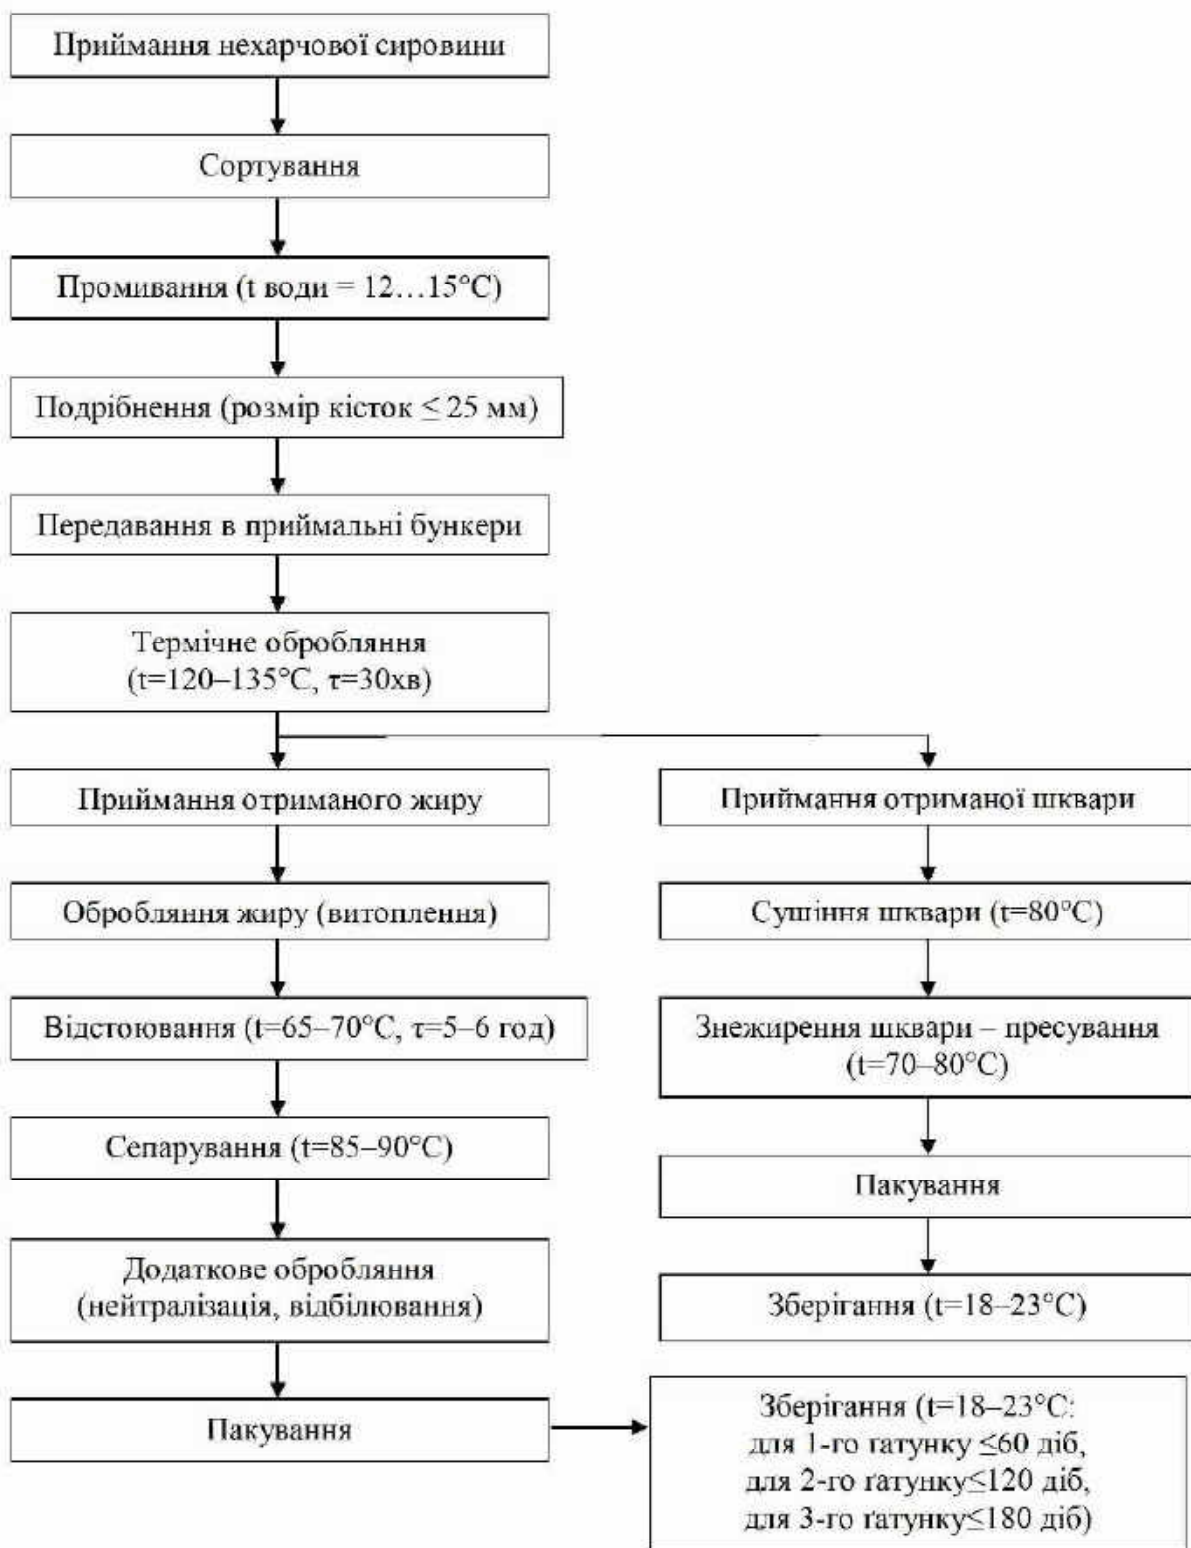 Приймання нехарчової сировини
Сортування
Промивання (t води = 12…15°С)
Подрібнення (розмір кісток ≤ 25 мм)
Передавання в приймальні бункери
Термічне обробляння
(t=120–135°С, τ=30хв)
Приймання отриманого жиру
Обробляння жиру (витоплення)
Відстоювання (t=65–70°С, τ=5–6 год)
Сепарування (t=85–90°С)
Додаткове обробляння
(нейтралізація, відбілювання)
Пакування
Приймання отриманої шквари
Сушіння шквари (t=80°С)
Знежирення шквари – пресування
(t=70–80°С)
Пакування
Зберігання (t=18–23°С)
Зберігання (t=18–23°С:
для 1-го ґатунку ≤60 діб,
для 2-го ґатунку≤120 діб,
для 3-го ґатунку≤180 діб)